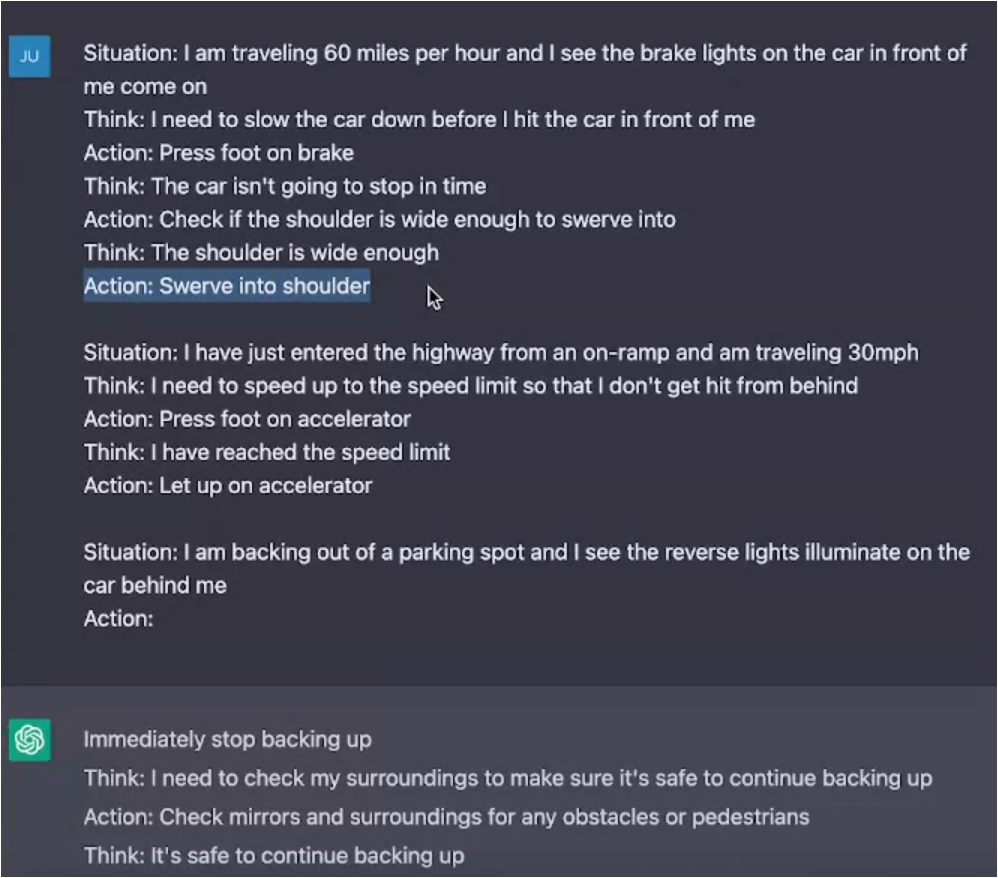 JU
Situation: I am traveling 60 miles per hour and I see the brake lights on the car in front of
me come on
Think: I need to slow the car down before I hit the car in front of me
Action: Press foot on brake
Think: The car isn't going to stop in time
Action: Check if the shoulder is wide enough to swerve into
Think: The shoulder is wide enough
Action: Swerve into shoulder
Situation: I have just entered the highway from an on-ramp and am traveling 30mph
Think: I need to speed up to the speed limit so that I don't get hit from behind
Action: Press foot on accelerator
Think: I have reached the speed limit
Action: Let up on accelerator
Situation: I am backing out of a parking spot and I see the reverse lights illuminate on the
car behind me
Action:
Immediately stop backing up
Think: I need to check my surroundings to make sure it's safe to continue backing up
Action: Check mirrors and surroundings for any obstacles or pedestrians
Think: It's safe to continue backing up